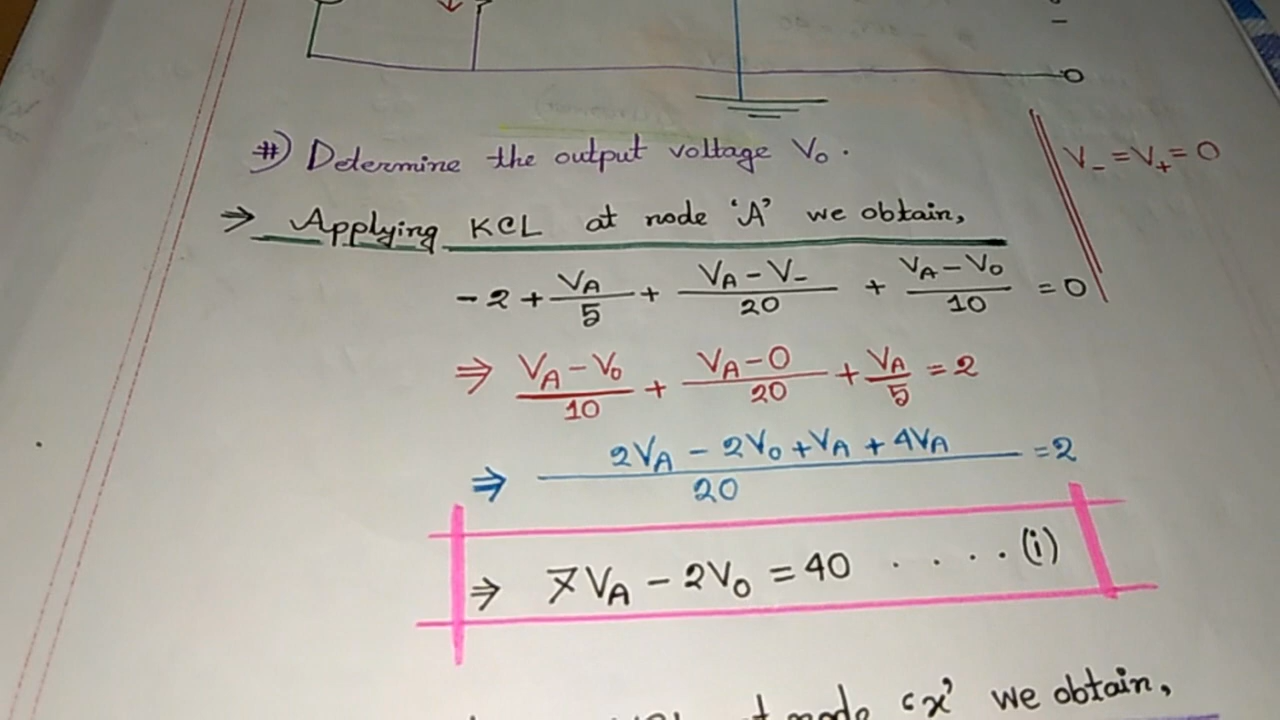 #) Determine the output voltage V₀.
V₋ = V₊ = 0
⇒ Applying KCL at node 'A' we obtain,
-2 + V_A/5 + (V_A - V₋)/20 + (V_A - V₀)/10 = 0
⇒ (V_A - V₀)/10 + (V_A - 0)/20 + V_A/5 = 2
⇒ (2V_A - 2V₀ + V_A + 4V_A)/20 = 2
⇒ 7V_A - 2V₀ = 40 ..... (i)
node 'x' we obtain,